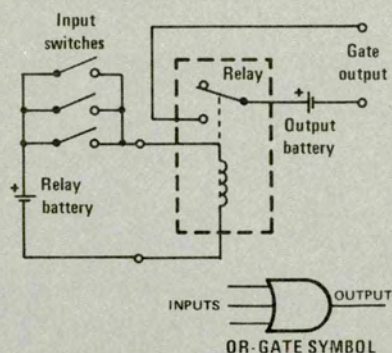 Input
switches
Relay
Gate
output
Output
battery
Relay
battery
+
+
INPUTS
OUTPUT
OR-GATE SYMBOL